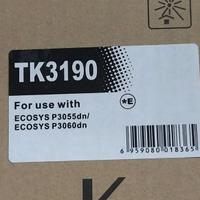 TK3190
For use with
ECOSYS P3055dn/
ECOSYS P3060dn
*E
6 959080 018365
K